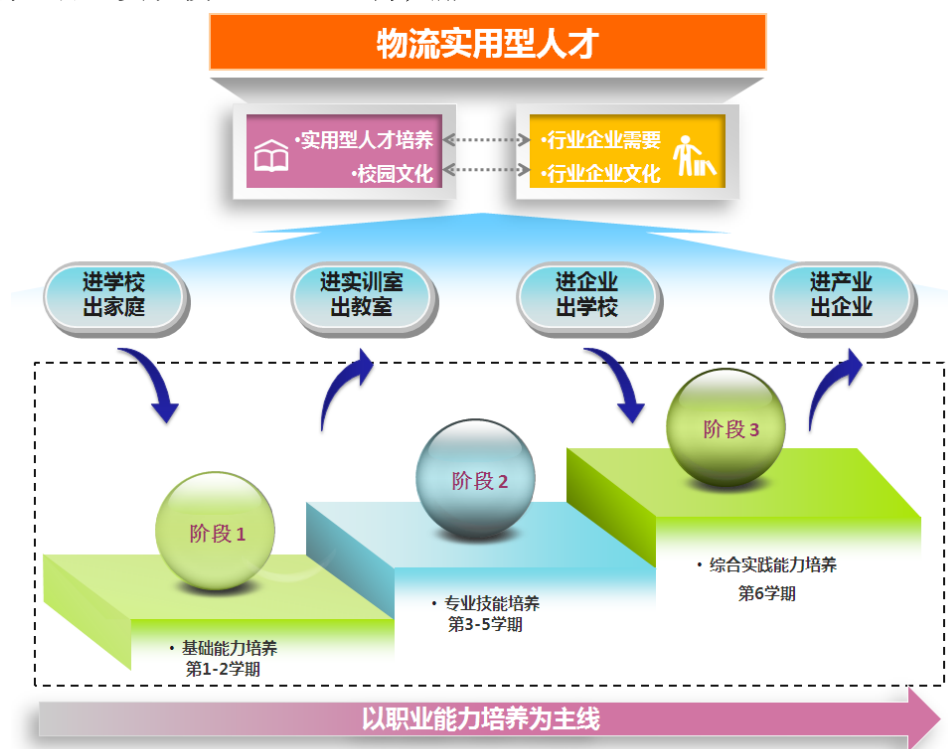 物流实用型人才
•实用型人才培养
•校园文化
•行业企业需要
•行业企业文化
进学校
出家庭
进实训室
出教室
进企业
出学校
进产业
出企业
阶段 3
阶段 2
阶段 1
• 综合实践能力培养
第6学期
• 专业技能培养
第3-5学期
• 基础能力培养
第1-2学期
以职业能力培养为主线